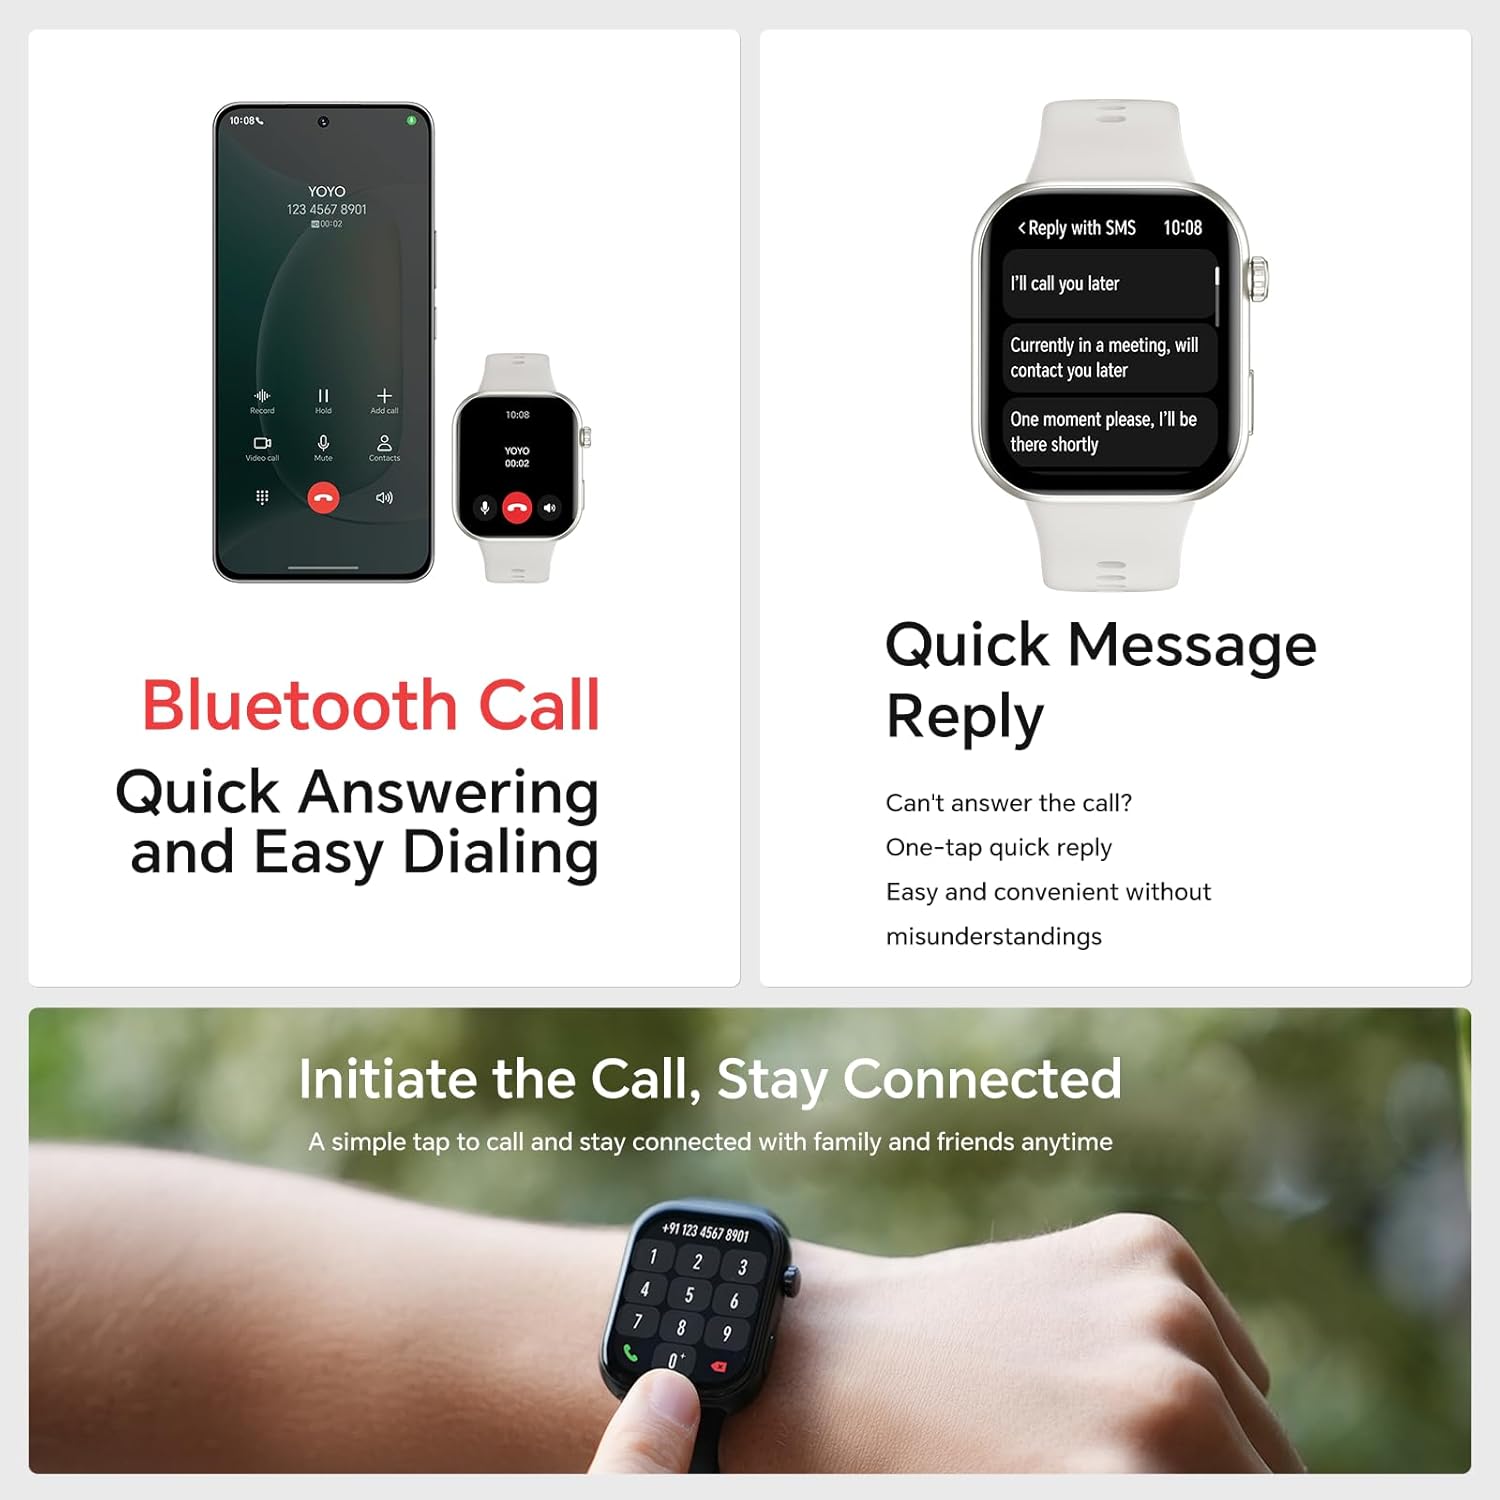 10:08
YOYO
123 4567 8901
HD 00:02
Record
Hold
Add call
Video call
Mute
Contacts
10:08
YOYO
00:02
Bluetooth Call
Quick Answering
and Easy Dialing
<Reply with SMS 10:08
I'll call you later
Currently in a meeting, will
contact you later
One moment please, I'll be
there shortly
Quick Message
Reply
Can't answer the call?
One-tap quick reply
Easy and convenient without
misunderstandings
Initiate the Call, Stay Connected
A simple tap to call and stay connected with family and friends anytime
+91 123 4567 8901
1 2 3
4 5 6
7 8 9
0+